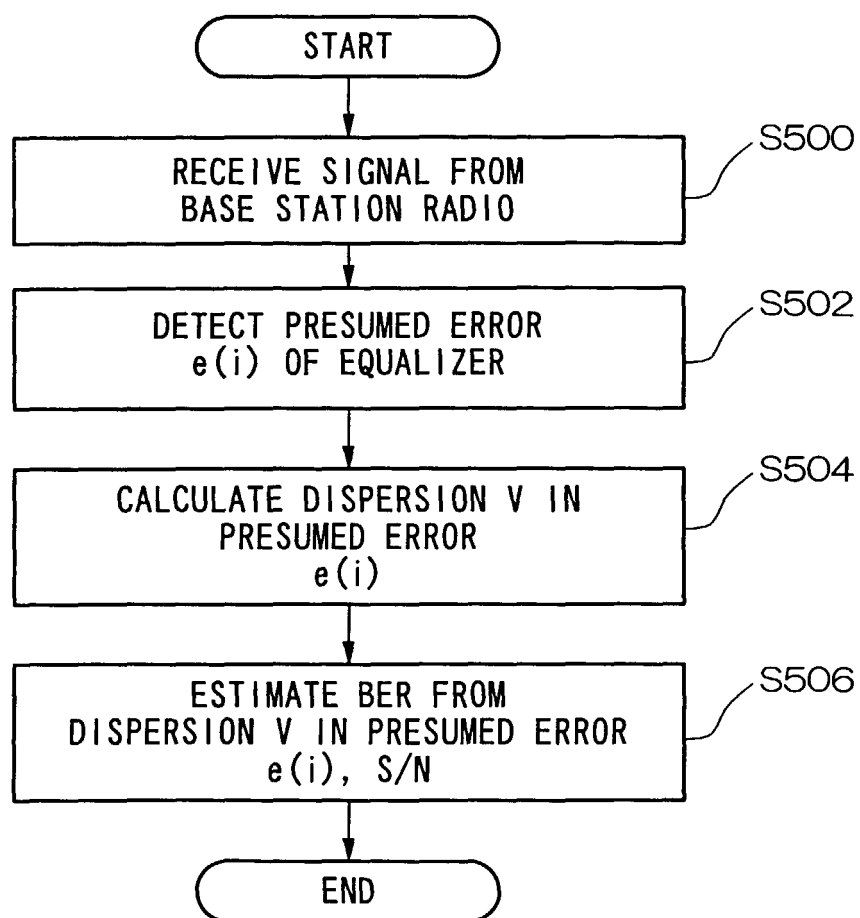 START
S500
RECEIVE SIGNAL FROM
BASE STATION RADIO
S502
DETECT PRESUMED ERROR
e(i) OF EQUALIZER
S504
CALCULATE DISPERSION V IN
PRESUMED ERROR
e(i)
S506
ESTIMATE BER FROM
DISPERSION V IN PRESUMED ERROR
e(i), S/N
END